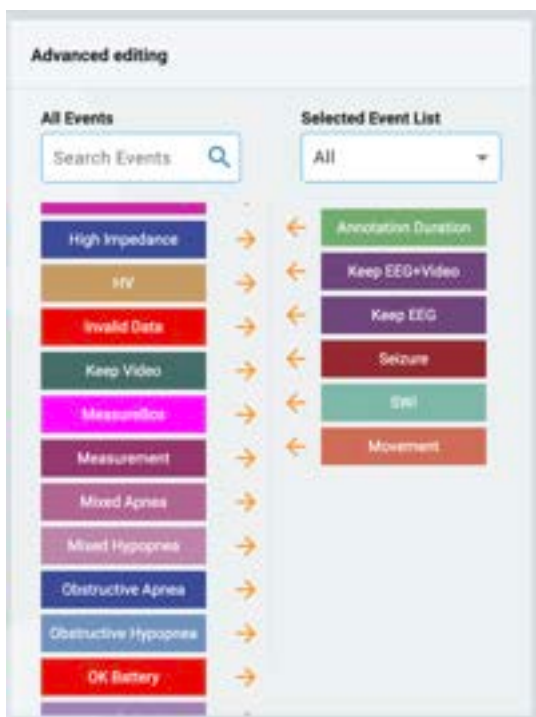 Advanced editing
All Events
Selected Event List
Search Events
All
High Impedance
HV
Invalid Data
Keep Video
MeasureBox
Measurement
Mixed Apnea
Mixed Hypopnea
Obstructive Apnea
Obstructive Hypopnea
OK Battery
Annotation Duration
Keep EEG+Video
Keep EEG
Seizure
SWI
Movement